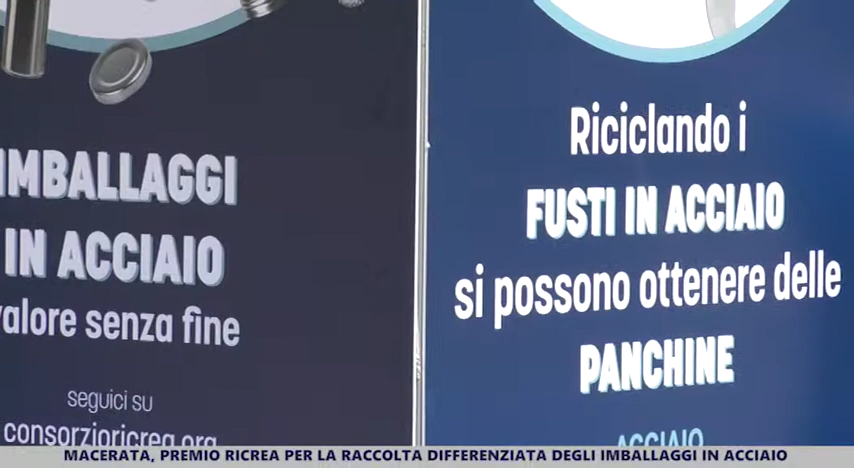 IMBALLAGGI
IN ACCIAIO
valore senza fine
seguici su
consorzioricrea.org
Riciclando i
FUSTI IN ACCIAIO
si possono ottenere delle
PANCHINE
ACCIAIO
MACERATA, PREMIO RICREA PER LA RACCOLTA DIFFERENZIATA DEGLI IMBALLAGGI IN ACCIAIO